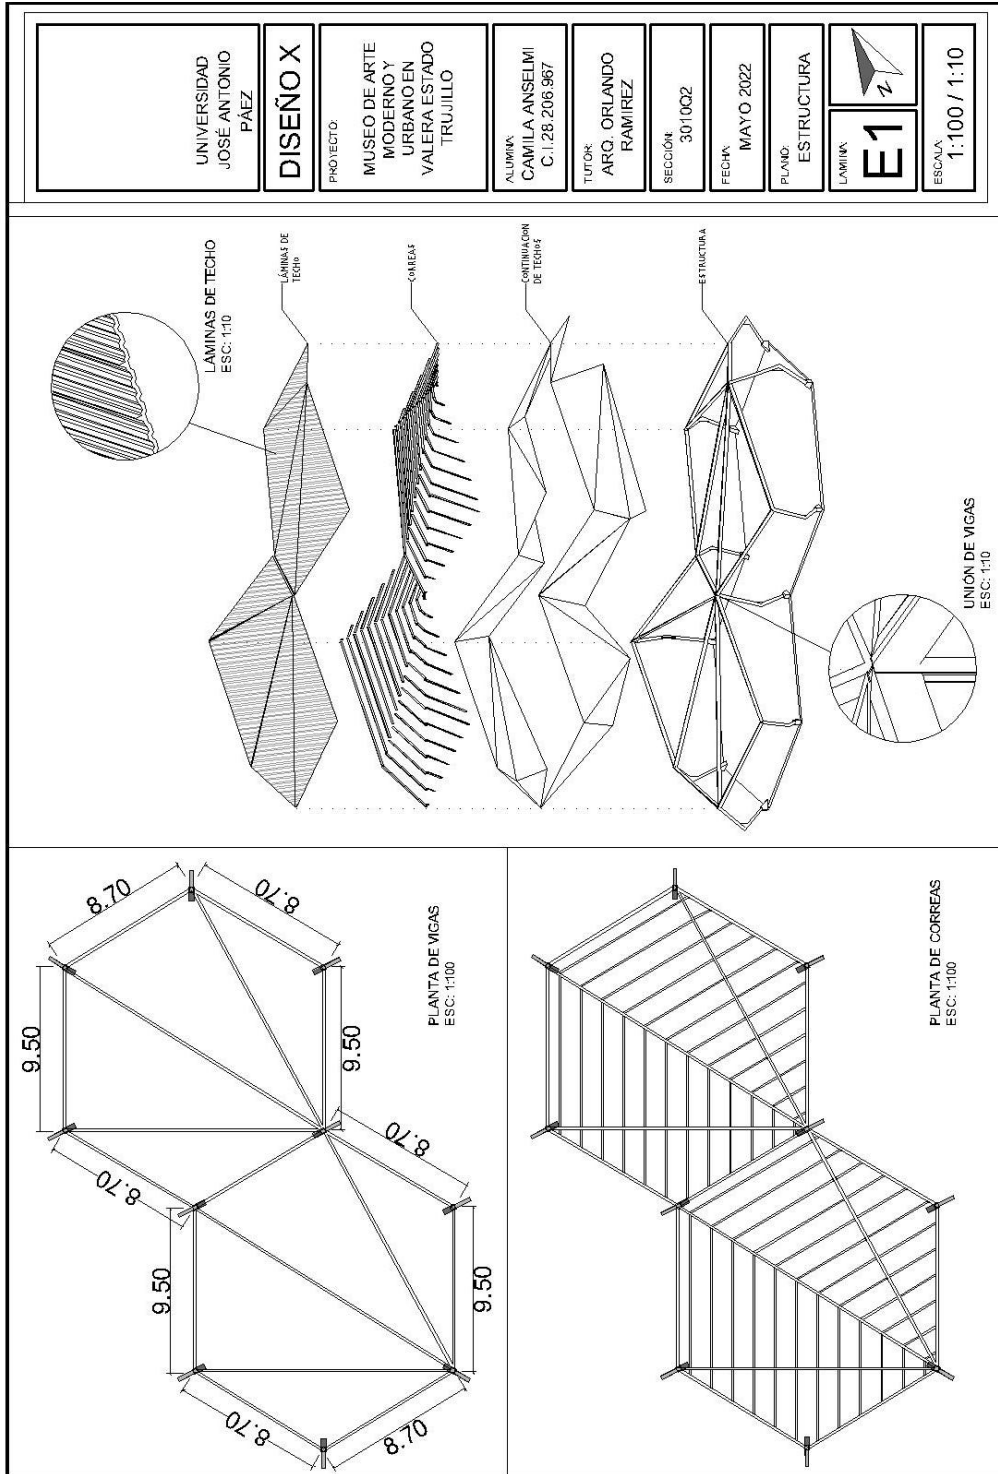 9.50
8.70
8.70
8.70
9.50
9.50
8.70
9.50
8.70
8.70
PLANTA DE VIGAS
ESC: 1:100
PLANTA DE CORREAS
ESC: 1:100
LÁMINAS DE TECHO
ESC: 1:10
LÁMINAS DE
TECHO
CORREAS
CONTINUACION
DE TECHOS
ESTRUCTURA
UNIÓN DE VIGAS
ESC: 1:10
UNIVERSIDAD
JOSÉ ANTONIO
PÁEZ
DISEÑO X
PROYECTO:
MUSEO DE ARTE
MODERNO Y
URBANO EN
VALERA ESTADO
TRUJILLO
ALUMNA:
CAMILA ANSELMI
C.I.28.206.967
TUTOR:
ARQ. ORLANDO
RAMIREZ
SECCIÓN:
3010Q2
FECHA:
MAYO 2022
PLANO:
ESTRUCTURA
LAMINA:
E1
N
ESCALA:
1:100 / 1:10